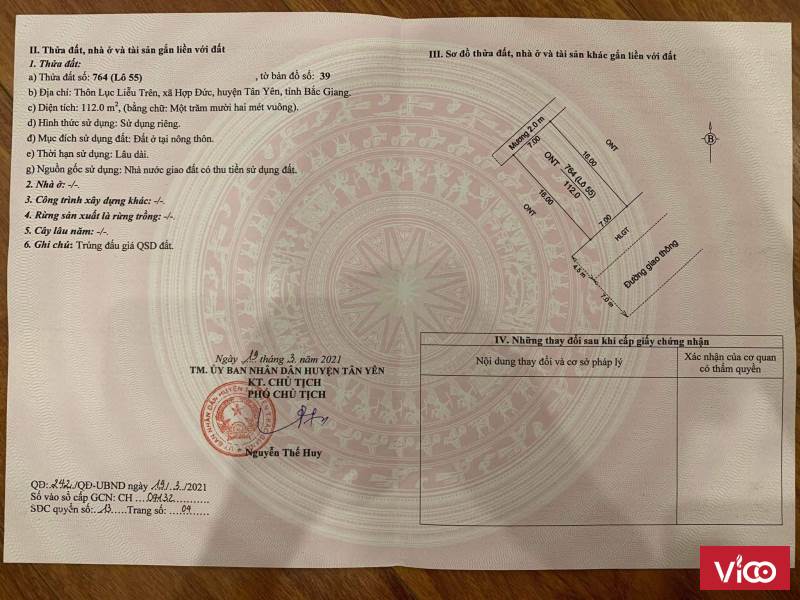 II. Thửa đất, nhà ở và tài sản gắn liền với đất
1. Thửa đất:
a) Thửa đất số: 764 (Lô 55) , tờ bản đồ số: 39
b) Địa chỉ: Thôn Lục Liễu Trên, xã Hợp Đức, huyện Tân Yên, tỉnh Bắc Giang.
c) Diện tích: 112.0 m², (bằng chữ: Một trăm mười hai mét vuông).
d) Hình thức sử dụng: Sử dụng riêng.
đ) Mục đích sử dụng đất: Đất ở tại nông thôn.
e) Thời hạn sử dụng: Lâu dài.
g) Nguồn gốc sử dụng: Nhà nước giao đất có thu tiền sử dụng đất.
2. Nhà ở: -/-.
3. Công trình xây dựng khác: -/-.
4. Rừng sản xuất là rừng trồng: -/-.
5. Cây lâu năm: -/-.
6. Ghi chú: Trúng đấu giá QSD đất.
Ngày 19 tháng 3 năm 2021
TM. ỦY BAN NHÂN DÂN HUYỆN TÂN YÊN
KT. CHỦ TỊCH
PHÓ CHỦ TỊCH
Nguyễn Thế Huy
QĐ: 242/QĐ-UBND ngày 19/3/2021
Số vào sổ cấp GCN: CH 04132
SĐC quyển số: 13 Trang số: 04
III. Sơ đồ thửa đất, nhà ở và tài sản khác gắn liền với đất
Mương 2.0 m
7.00
ONT
16.00
ONT
764 (Lô 55)
112.0
16.00
ONT
7.00
HLGT
4.5 m
7.0 m
Đường giao thông
B
IV. Những thay đổi sau khi cấp giấy chứng nhận
Nội dung thay đổi và cơ sở pháp lý
Xác nhận của cơ quan
có thẩm quyền
ViCO